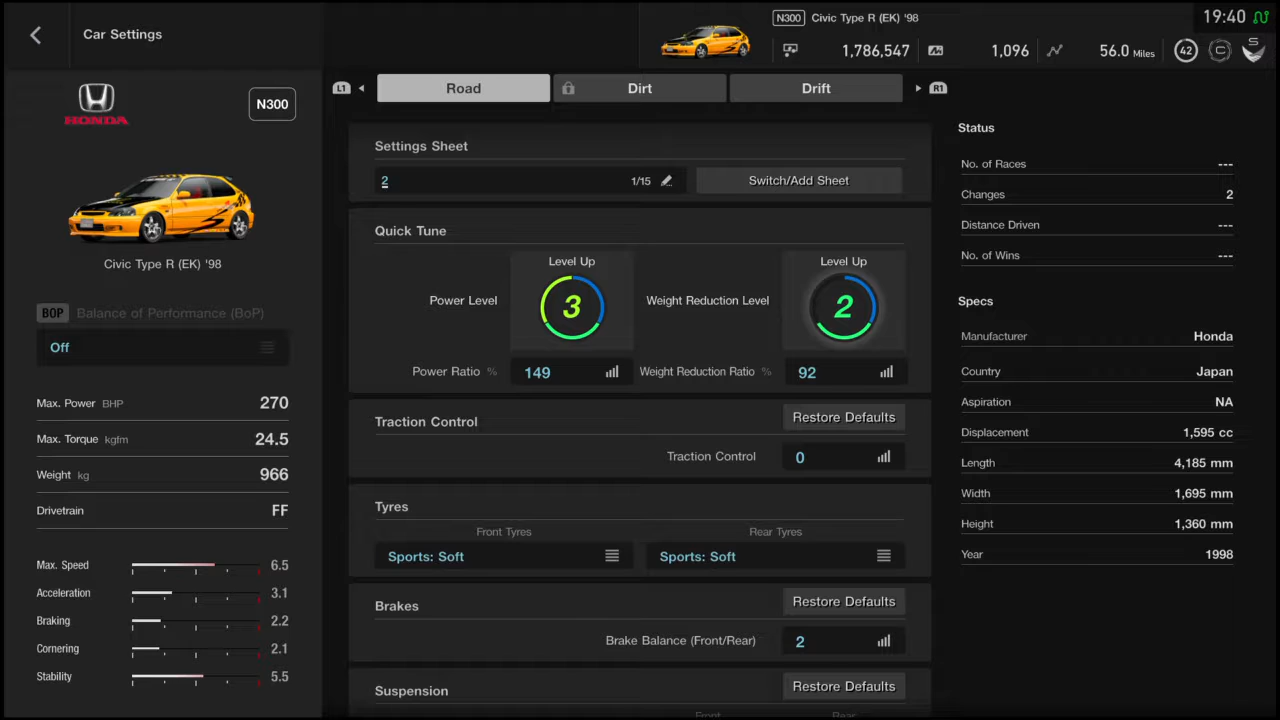 Car Settings
N300 Civic Type R (EK) '98
1,786,547 1,096 56.0 Miles 42 C S
19:40
HONDA
N300
Civic Type R (EK) '98
BOP Balance of Performance (BoP)
Off
Max. Power BHP 270
Max. Torque kgfm 24.5
Weight kg 966
Drivetrain FF
Max. Speed 6.5
Acceleration 3.1
Braking 2.2
Cornering 2.1
Stability 5.5
L1 Road Dirt Drift R1
Settings Sheet
2 1/15 Switch/Add Sheet
Quick Tune
Level Up Level Up
Power Level 3 Weight Reduction Level 2
Power Ratio % 149 Weight Reduction Ratio % 92
Traction Control Restore Defaults
Traction Control 0
Tyres
Front Tyres Rear Tyres
Sports: Soft Sports: Soft
Brakes Restore Defaults
Brake Balance (Front/Rear) 2
Suspension Restore Defaults
Front Rear
Status
No. of Races ---
Changes 2
Distance Driven ---
No. of Wins ---
Specs
Manufacturer Honda
Country Japan
Aspiration NA
Displacement 1,595 cc
Length 4,185 mm
Width 1,695 mm
Height 1,360 mm
Year 1998